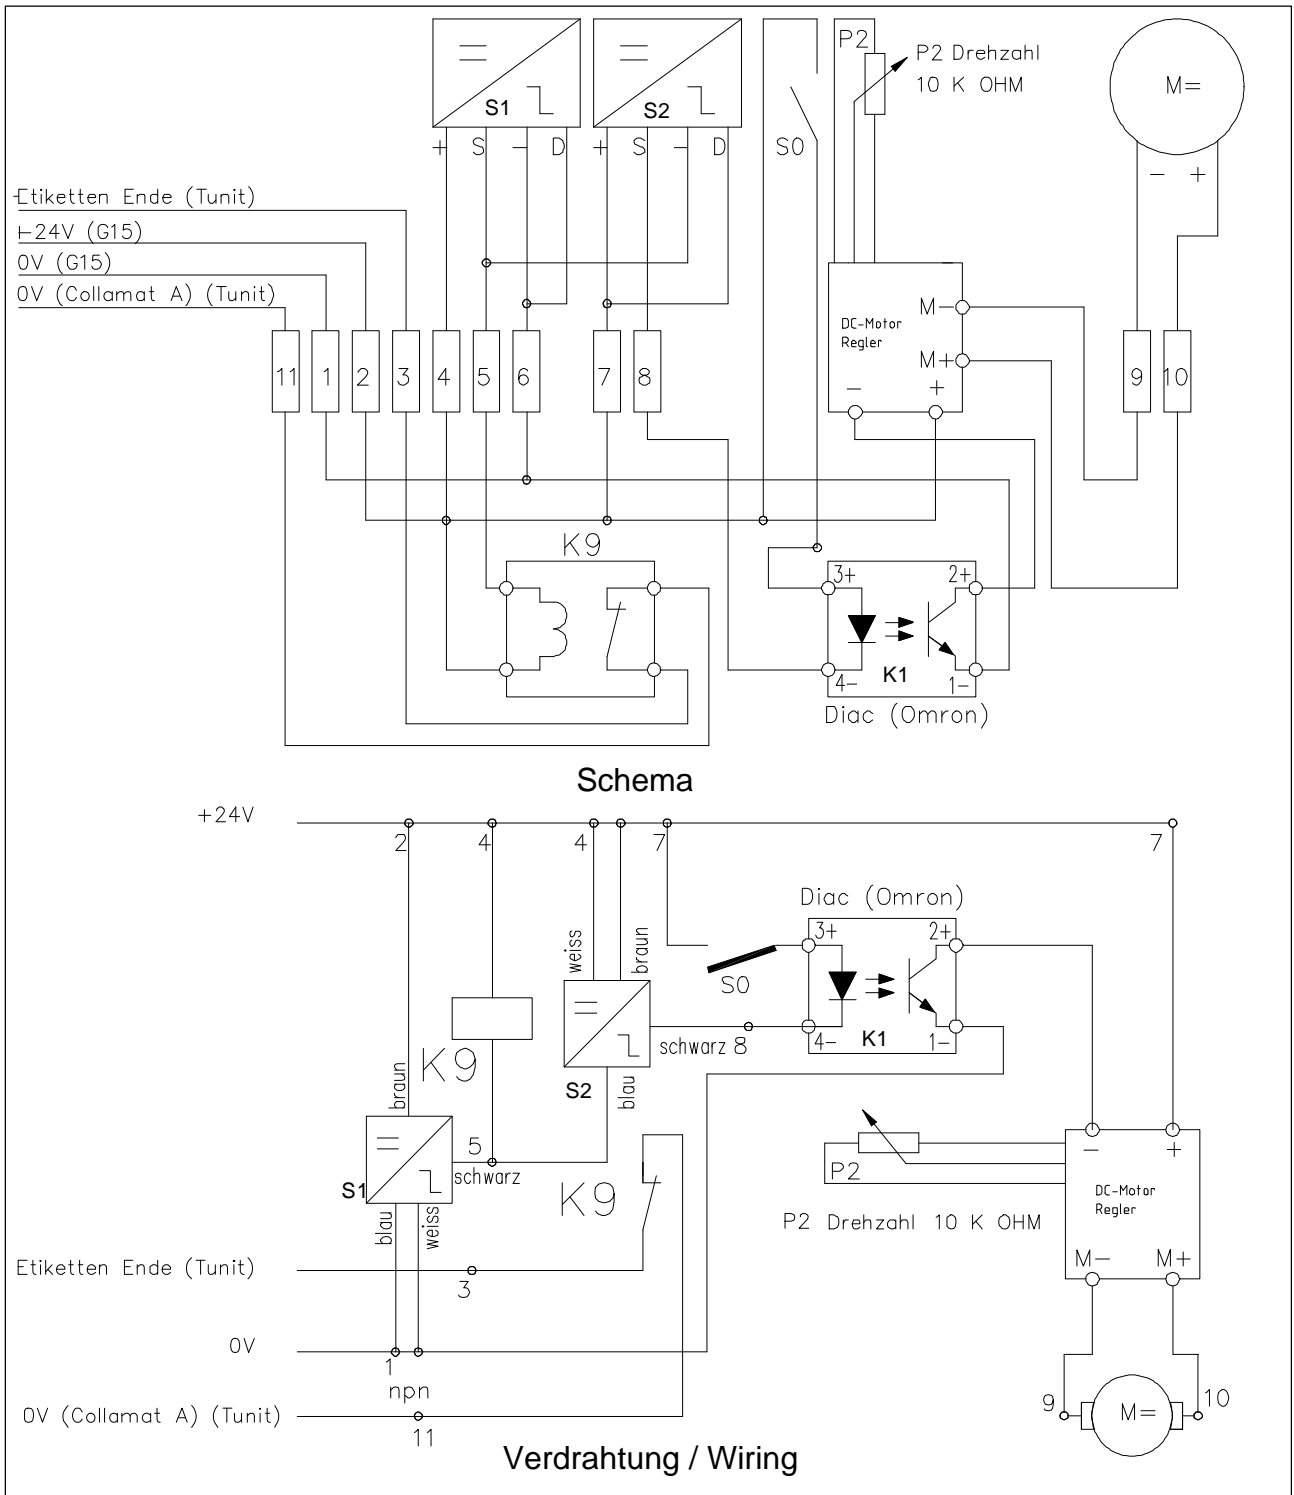 P2
P2 Drehzahl
10 K OHM
M=
S1
S2
+ S - D + S - D
S0
- +
Etiketten Ende (Tunit)
+24V (G15)
0V (G15)
0V (Collamat A) (Tunit)
-
M-
DC-Motor
Regler
M+
- +
11 1 2 3 4 5 6 7 8 9 10
K9
3+ 2+
K1
4- 1-
Diac (Omron)
Schema
+24V
2 4 4 7 7
Diac (Omron)
3+ 2+
weiss
braun
S0
schwarz 8
4- K1 1-
K9
braun
S2
blau
5
schwarz
S1
K9
blau
weiss
P2
- +
DC-Motor
Regler
P2 Drehzahl 10 K OHM
M- M+
Etiketten Ende (Tunit)
3
0V
1
npn
0V (Collamat A) (Tunit)
11
9 M= 10
Verdrahtung / Wiring